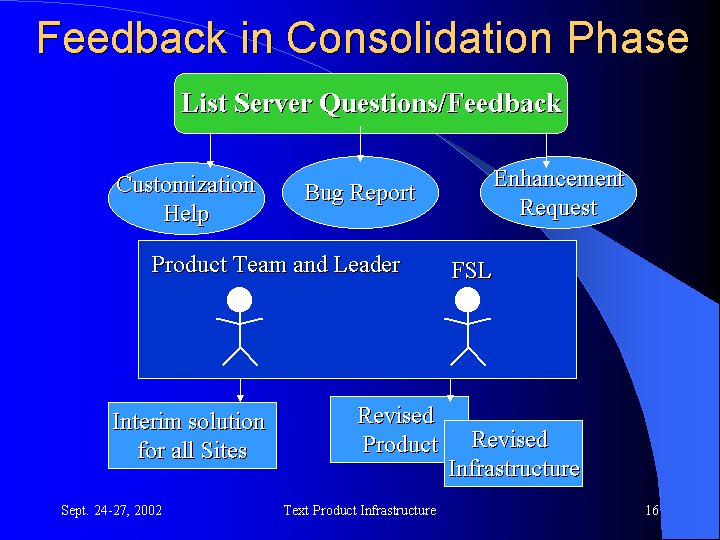 Feedback in Consolidation Phase
List Server Questions/Feedback
Customization
Help
Bug Report
Enhancement
Request
Product Team and Leader
FSL
Interim solution
for all Sites
Revised
Product
Revised
Infrastructure
Sept. 24-27, 2002
Text Product Infrastructure
16